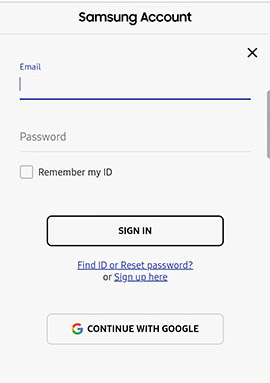 Samsung Account
Email
Password
Remember my ID
SIGN IN
Find ID or Reset password?
or Sign up here
CONTINUE WITH GOOGLE